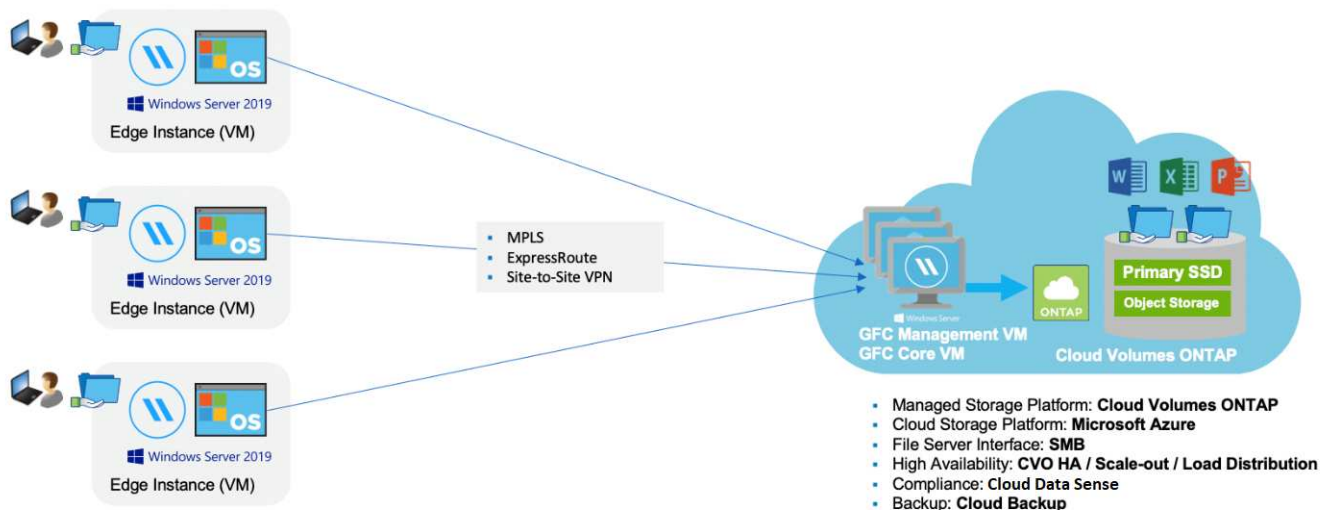 OS
Windows Server 2019
Edge Instance (VM)
OS
Windows Server 2019
Edge Instance (VM)
OS
Windows Server 2019
Edge Instance (VM)
▪ MPLS
▪ ExpressRoute
▪ Site-to-Site VPN
W
X
P
Windows Server
GFC Management VM
GFC Core VM
ONTAP
Primary SSD
Object Storage
Cloud Volumes ONTAP
▪ Managed Storage Platform: Cloud Volumes ONTAP
▪ Cloud Storage Platform: Microsoft Azure
▪ File Server Interface: SMB
▪ High Availability: CVO HA / Scale-out / Load Distribution
▪ Compliance: Cloud Data Sense
▪ Backup: Cloud Backup